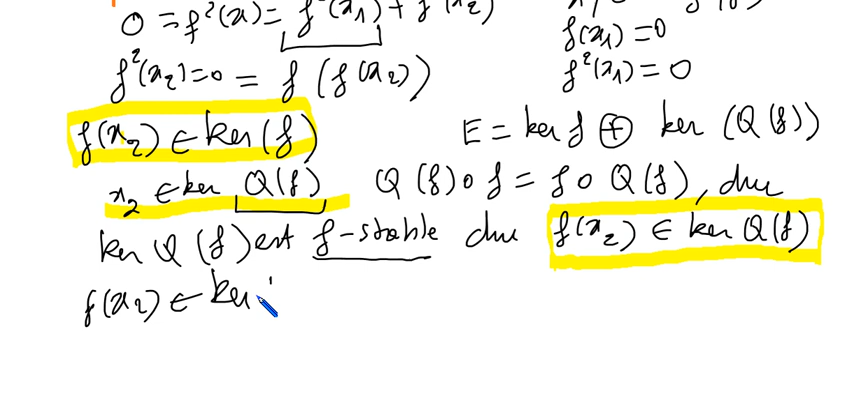 0 = f²(x) = f²(x₁) + f²(x₂)
f(x₁) = 0
f²(x₂) = 0 = f (f(x₂))
f²(x₁) = 0
f(x₂) ∈ ker(f)
E = ker f ⊕ ker (Q(f))
x₂ ∈ ker Q(f) Q(f) ∘ f = f ∘ Q(f), donc
ker Q(f) est f-stable donc f(x₂) ∈ ker Q(f)
f(x₂) ∈ ker